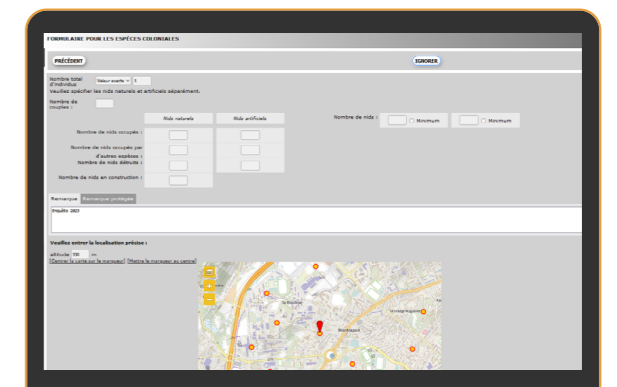 FORMULAIRE POUR LES ESPÈCES COLONIALES
PRÉCÉDENT
IGNORER
Nombre total d'individus
Valeur exacte
Veuillez spécifier les nids naturels et artificiels séparément.
Nombre de couples :
Nids naturels
Nids artificiels
Nombre de nids :
Minimum
Minimum
Nombre de nids occupés :
Nombre de nids occupés par
d'autres espèces :
Nombre de nids détruits :
Nombre de nids en construction :
Remarque
Remarque protégée
Veuillez entrer la localisation précise :
altitude
m
[Centrer la carte sur le marqueur] [Mettre le marqueur au centre]